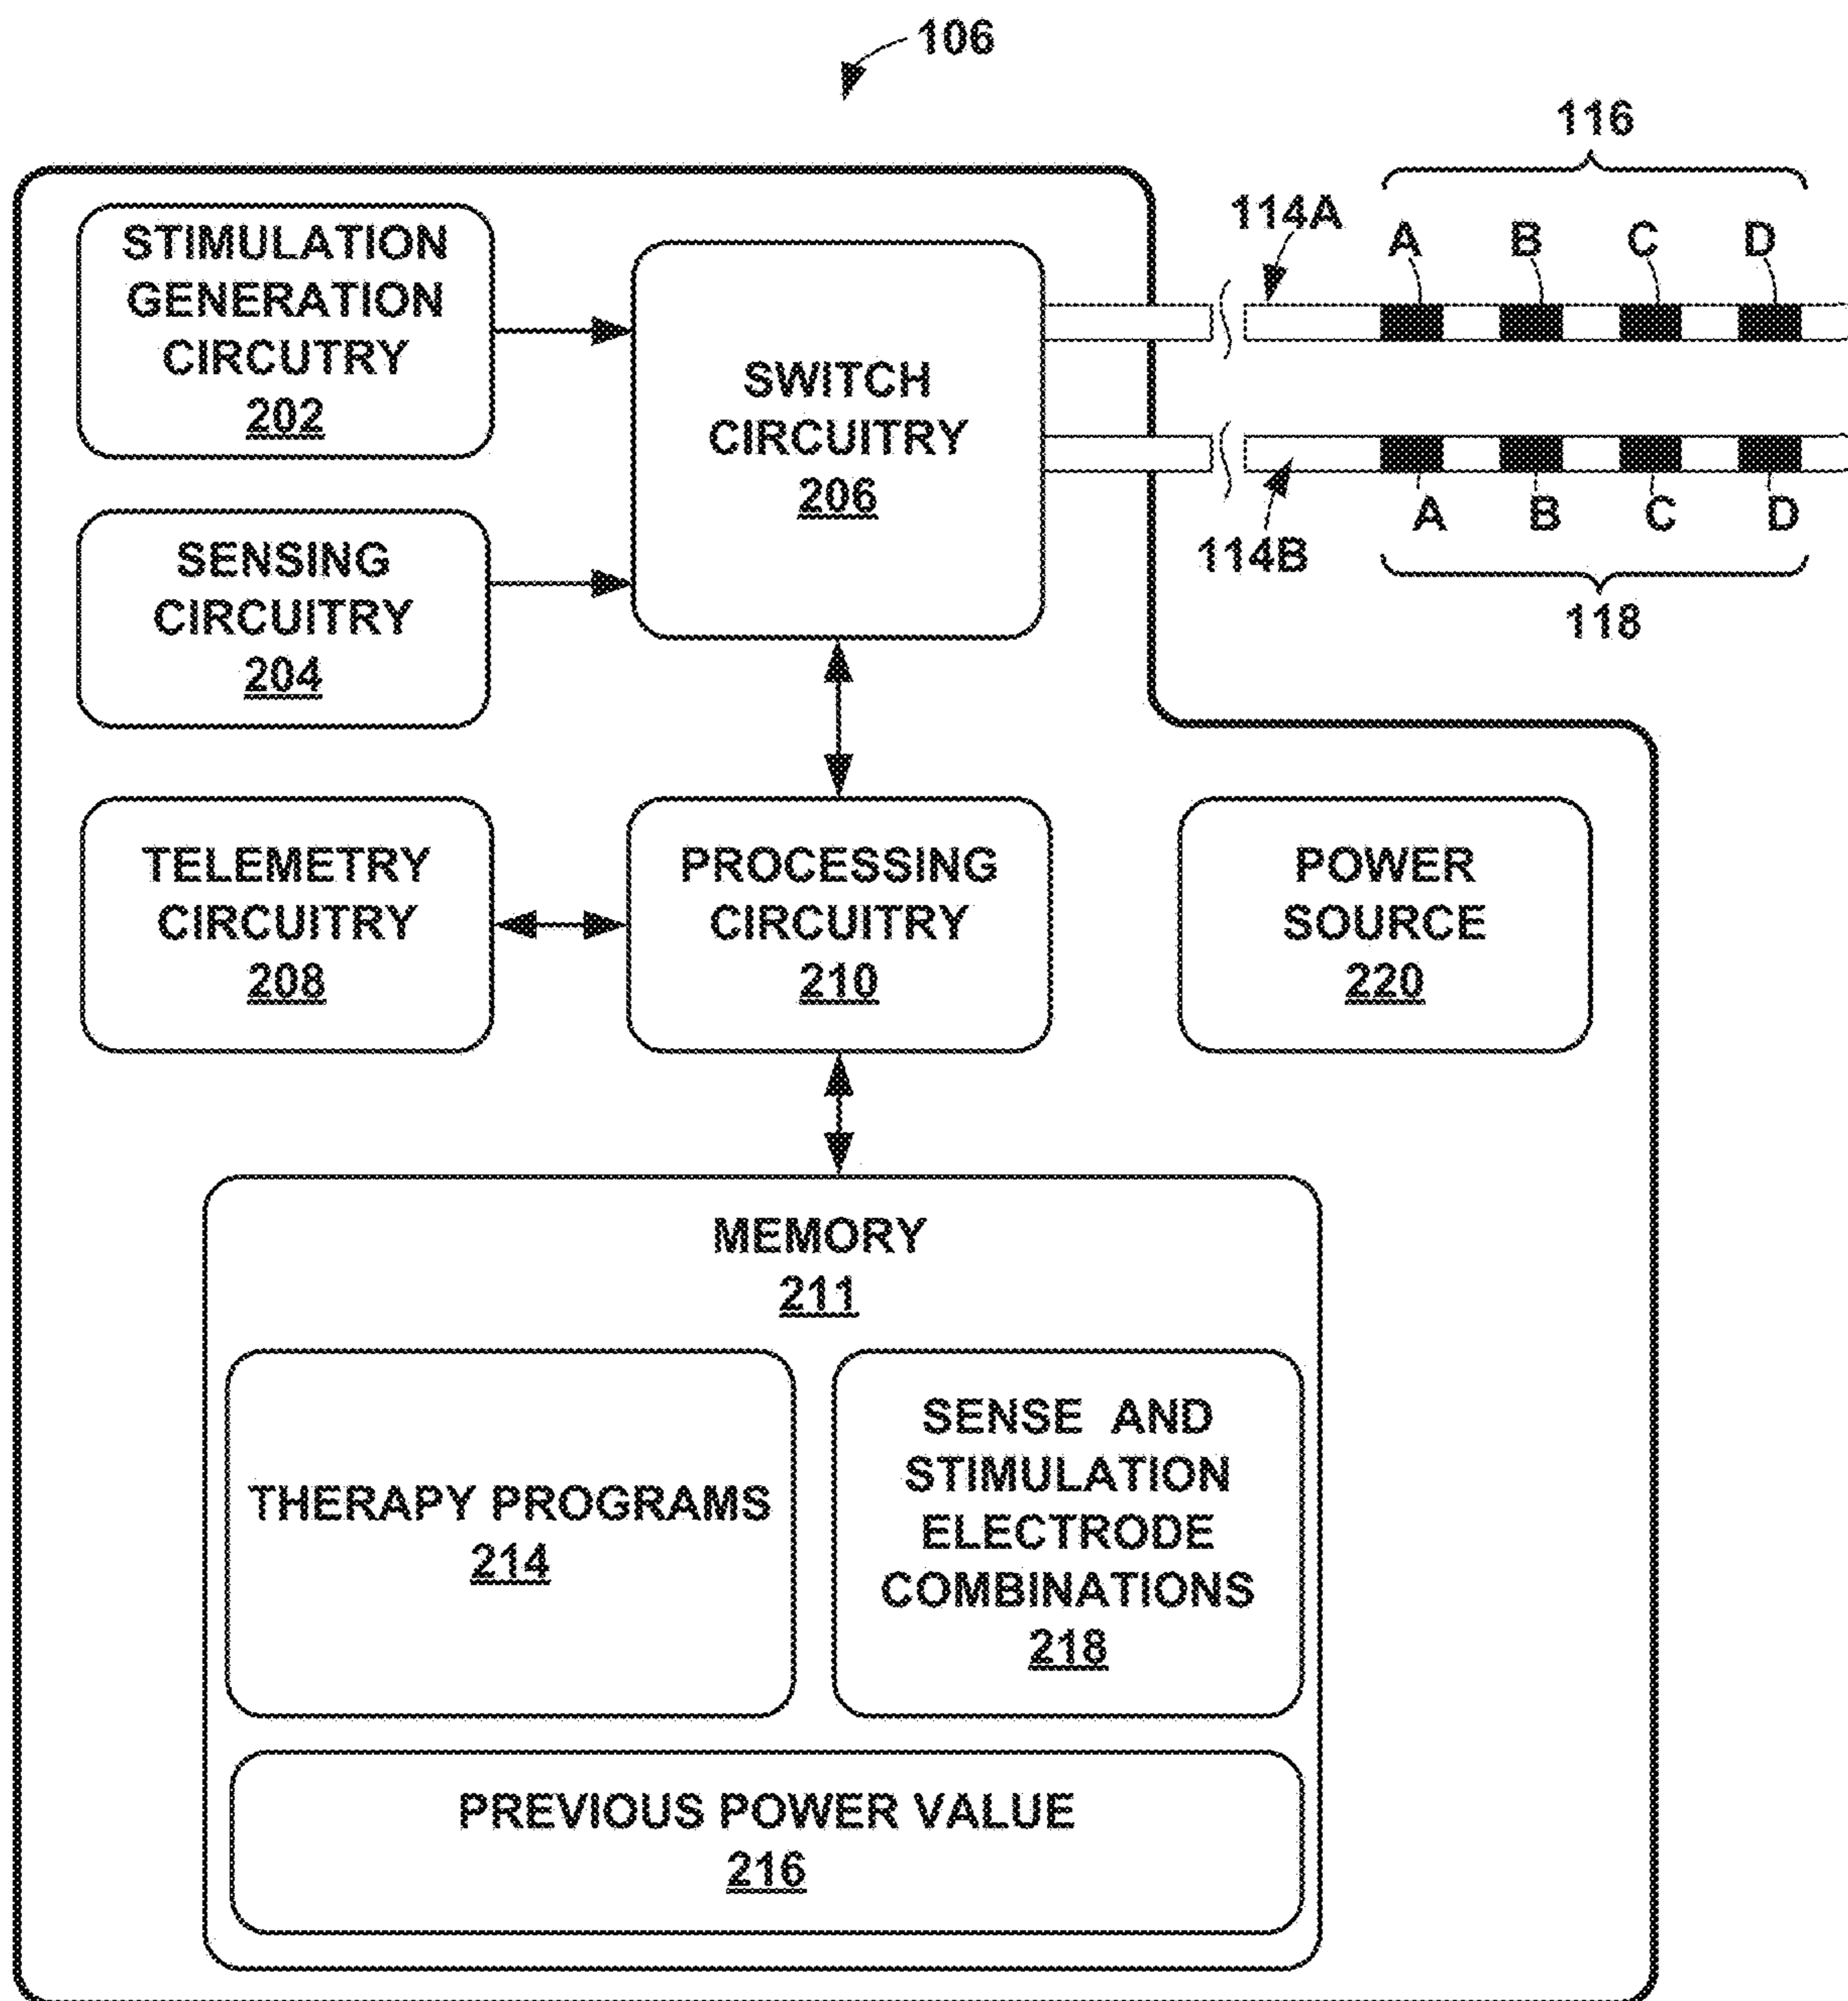 106
116
114A
A B C D
STIMULATION
GENERATION
CIRCUTRY
202
SWITCH
CIRCUITRY
206
A B C D
114B
118
SENSING
CIRCUITRY
204
TELEMETRY
CIRCUITRY
208
PROCESSING
CIRCUITRY
210
POWER
SOURCE
220
MEMORY
211
THERAPY PROGRAMS
214
SENSE AND
STIMULATION
ELECTRODE
COMBINATIONS
218
PREVIOUS POWER VALUE
216